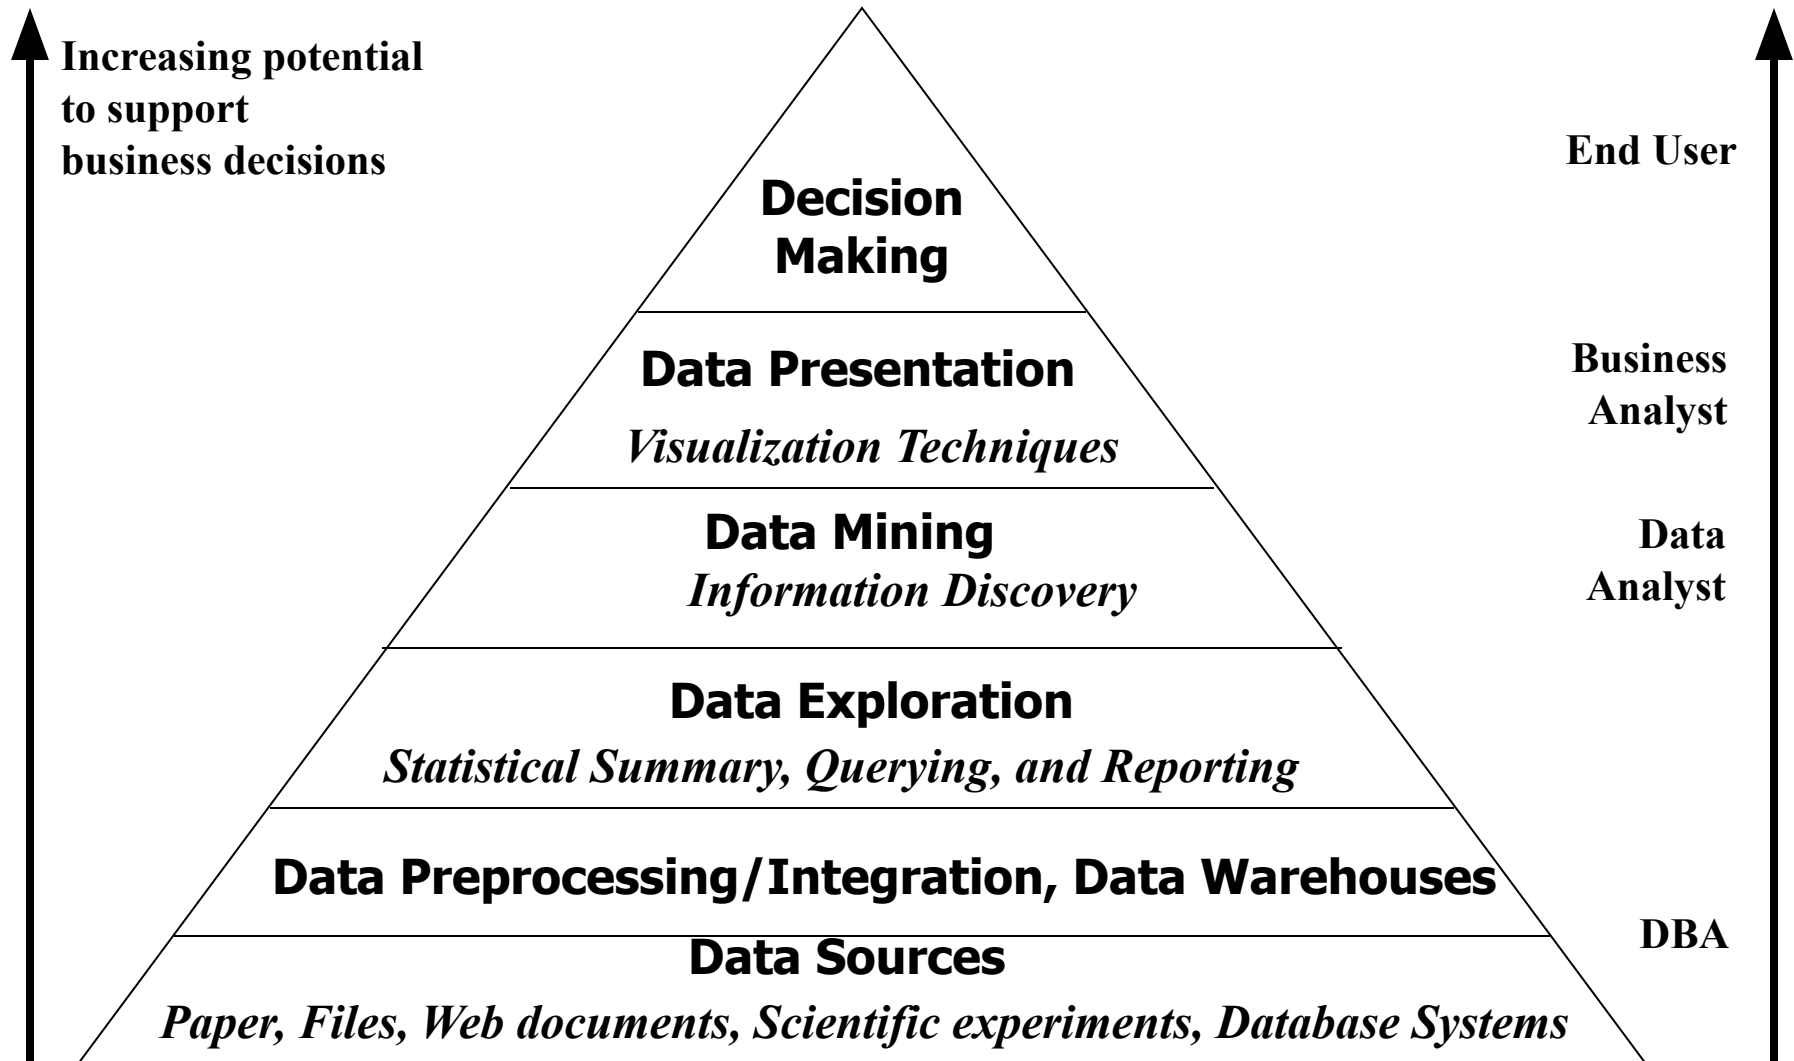 Increasing potential
to support
business decisions
End User
Decision
Making
Data Presentation
Visualization Techniques
Business
Analyst
Data Mining
Information Discovery
Data
Analyst
Data Exploration
Statistical Summary, Querying, and Reporting
Data Preprocessing/Integration, Data Warehouses
DBA
Data Sources
Paper, Files, Web documents, Scientific experiments, Database Systems